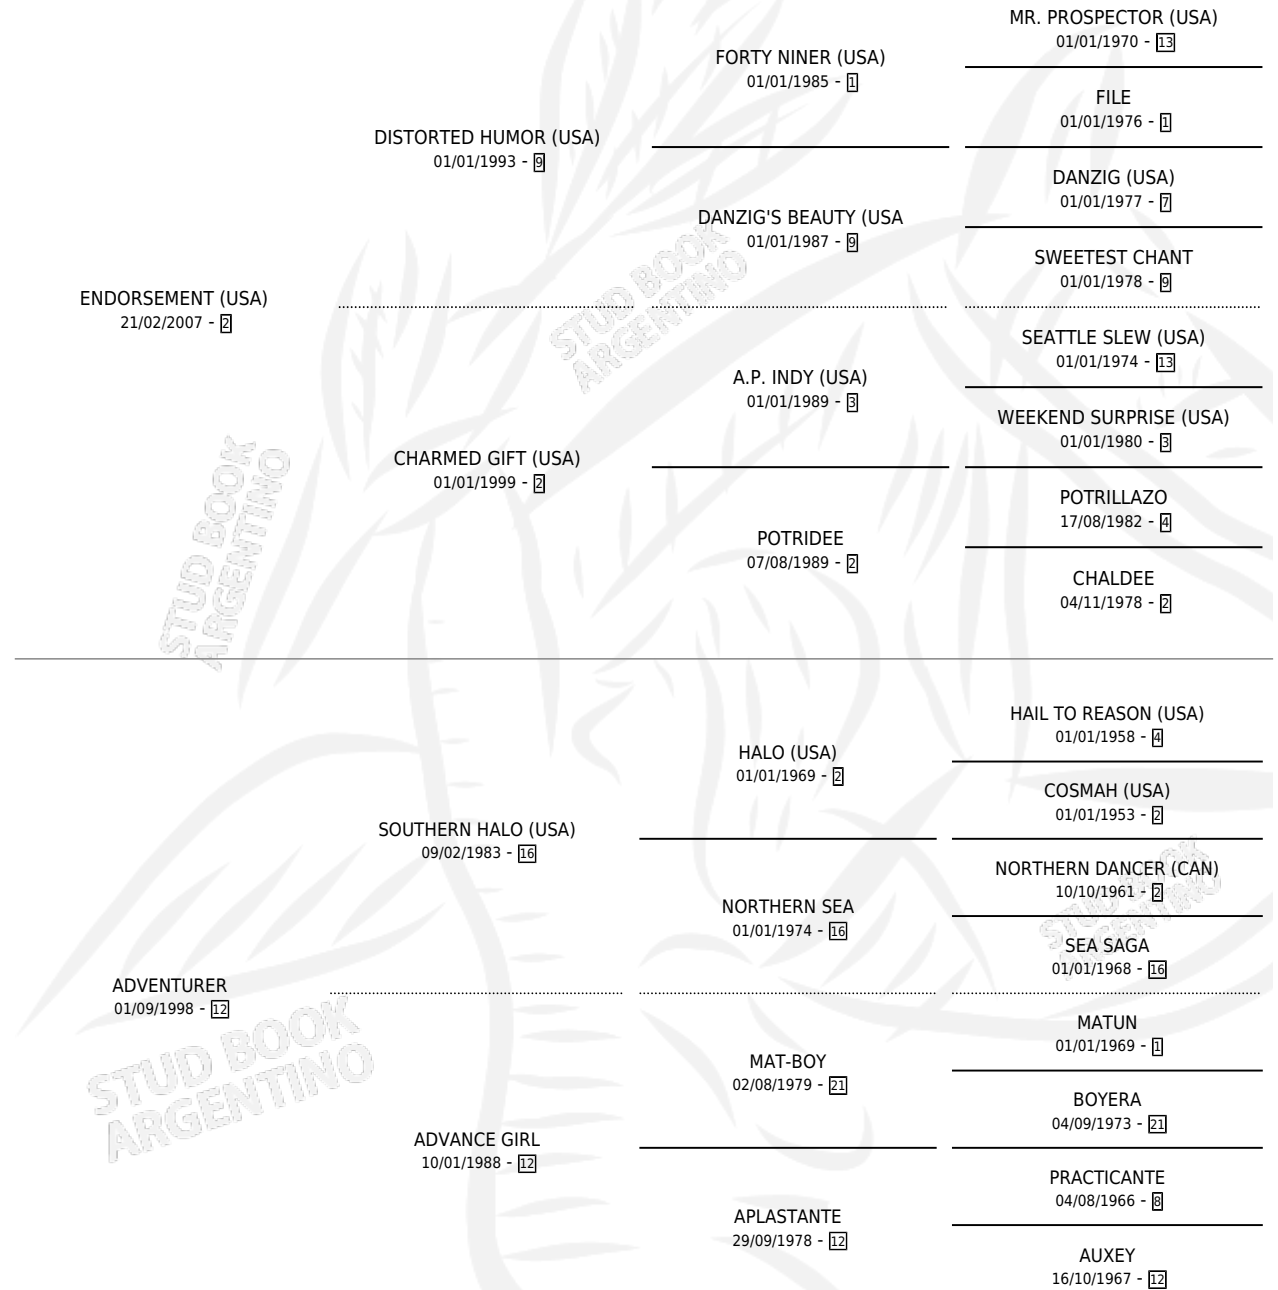 MR. PROSPECTOR (USA)
01/01/1970 - 13
FORTY NINER (USA)
01/01/1985 - 1
FILE
01/01/1976 - 1
DISTORTED HUMOR (USA)
01/01/1993 - 9
DANZIG (USA)
01/01/1977 - 7
DANZIG'S BEAUTY (USA
01/01/1987 - 9
SWEETEST CHANT
01/01/1978 - 9
ENDORSEMENT (USA)
21/02/2007 - 2
STUD BOOK
ARGENTINO
SEATTLE SLEW (USA)
01/01/1974 - 13
A.P. INDY (USA)
01/01/1989 - 3
WEEKEND SURPRISE (USA)
01/01/1980 - 3
CHARMED GIFT (USA)
01/01/1999 - 2
POTRILLAZO
17/08/1982 - 4
POTRIDEE
07/08/1989 - 2
CHALDEE
04/11/1978 - 2
STUD BOOK
ARGENTINO
HAIL TO REASON (USA)
01/01/1958 - 4
HALO (USA)
01/01/1969 - 2
COSMAH (USA)
01/01/1953 - 2
SOUTHERN HALO (USA)
09/02/1983 - 16
NORTHERN DANCER (CAN)
10/10/1961 - 2
NORTHERN SEA
01/01/1974 - 16
STUD BOOK
ARGENTINO
SEA SAGA
01/01/1968 - 16
ADVENTURER
01/09/1998 - 12
MATUN
01/01/1969 - 1
MAT-BOY
02/08/1979 - 21
BOYERA
04/09/1973 - 21
STUD BOOK
ARGENTINO
ADVANCE GIRL
10/01/1988 - 12
PRACTICANTE
04/08/1966 - 8
APLASTANTE
29/09/1978 - 12
AUXEY
16/10/1967 - 12